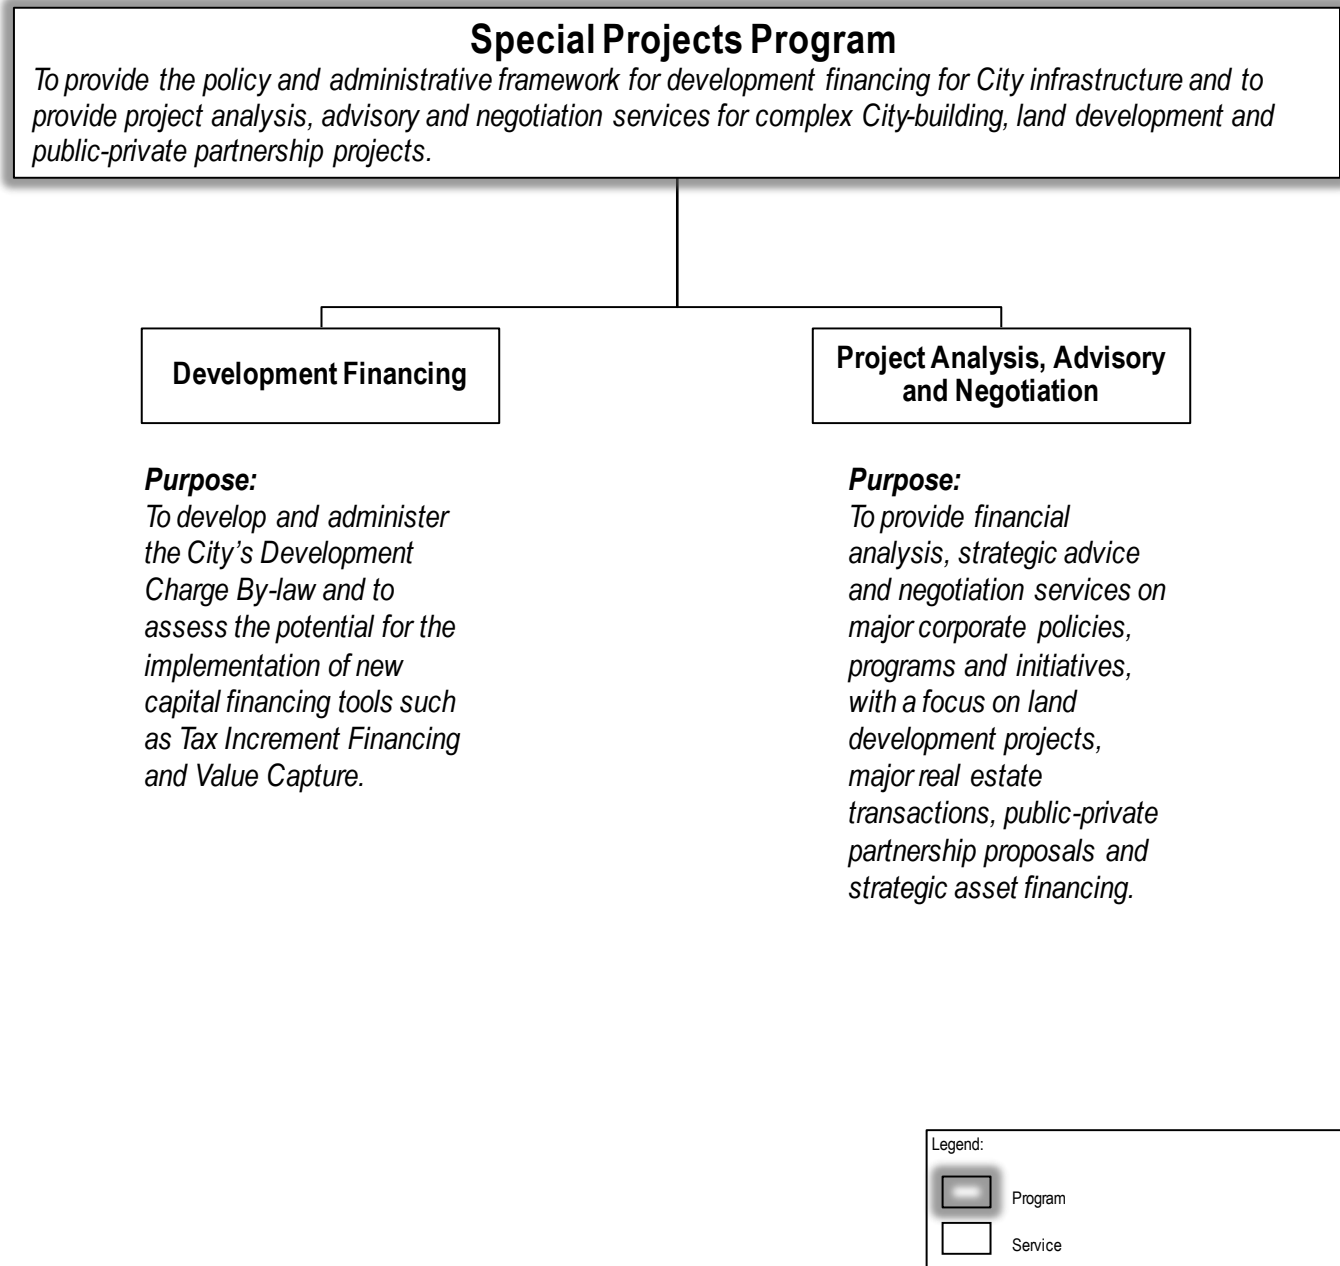 Special Projects Program
To provide the policy and administrative framework for development financing for City infrastructure and to
provide project analysis, advisory and negotiation services for complex City-building, land development and
public-private partnership projects.
Development Financing
Purpose:
To develop and administer
the City’s Development
Charge By-law and to
assess the potential for the
implementation of new
capital financing tools such
as Tax Increment Financing
and Value Capture.
Project Analysis, Advisory
and Negotiation
Purpose:
To provide financial
analysis, strategic advice
and negotiation services on
major corporate policies,
programs and initiatives,
with a focus on land
development projects,
major real estate
transactions, public-private
partnership proposals and
strategic asset financing.
Legend:
Program
Service